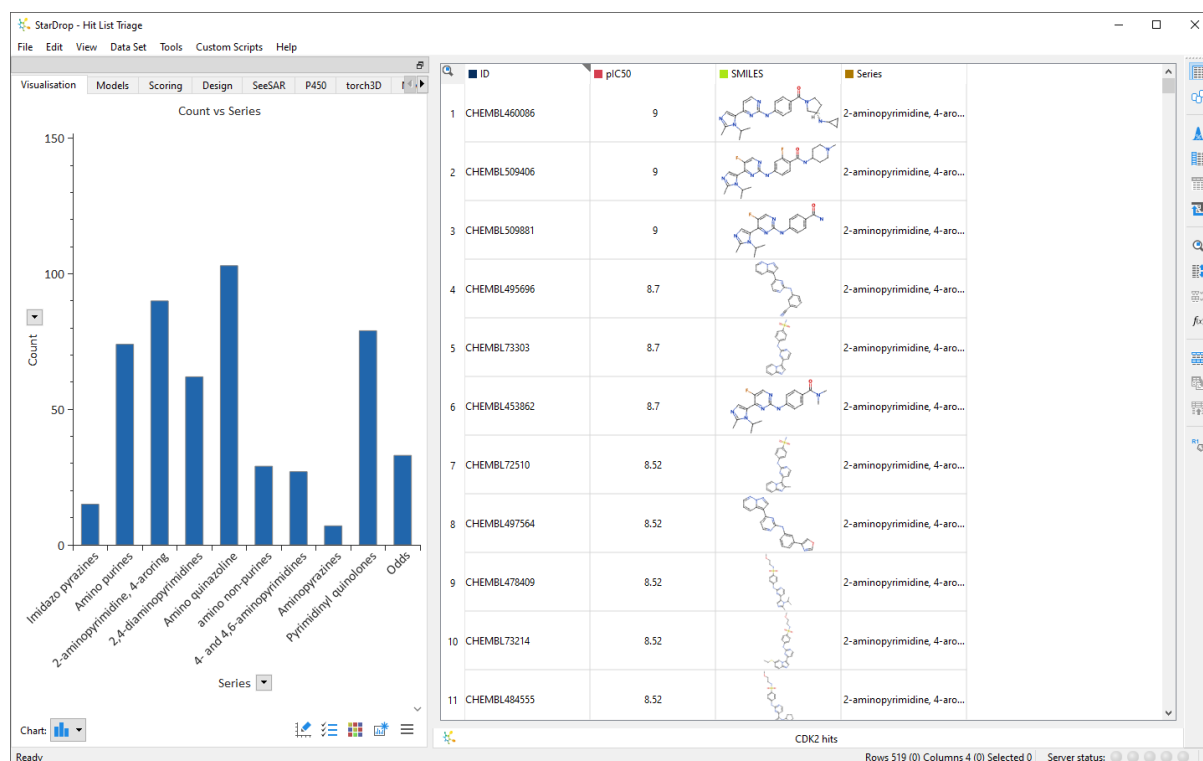 StarDrop - Hit List Triage
File Edit View Data Set Tools Custom Scripts Help
Visualisation Models Scoring Design SeeSAR P450 torch3D
Count vs Series
150
100
50
0
Count
Imidazo pyrazines
Amino purines
2-aminopyrimidine, 4-aroring
2,4-diaminopyrimidines
Amino quinazoline
amino non-purines
4- and 4,6-aminopyrimidines
Aminopyrazines
Pyrimidinyl quinolones
Odds
Series
Chart:
ID pIC50 SMILES Series
1 CHEMBL460086 9 2-aminopyrimidine, 4-aro...
2 CHEMBL509406 9 2-aminopyrimidine, 4-aro...
3 CHEMBL509881 9 2-aminopyrimidine, 4-aro...
4 CHEMBL495696 8.7 2-aminopyrimidine, 4-aro...
5 CHEMBL73303 8.7 2-aminopyrimidine, 4-aro...
6 CHEMBL453862 8.7 2-aminopyrimidine, 4-aro...
7 CHEMBL72510 8.52 2-aminopyrimidine, 4-aro...
8 CHEMBL497564 8.52 2-aminopyrimidine, 4-aro...
9 CHEMBL478409 8.52 2-aminopyrimidine, 4-aro...
10 CHEMBL73214 8.52 2-aminopyrimidine, 4-aro...
11 CHEMBL484555 8.52 2-aminopyrimidine, 4-aro...
CDK2 hits
Ready
Rows 519 (0) Columns 4 (0) Selected 0 Server status: